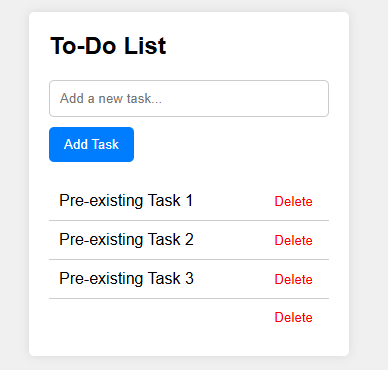 To-Do List
Add a new task...
Add Task
Pre-existing Task 1 Delete
Pre-existing Task 2 Delete
Pre-existing Task 3 Delete
Delete